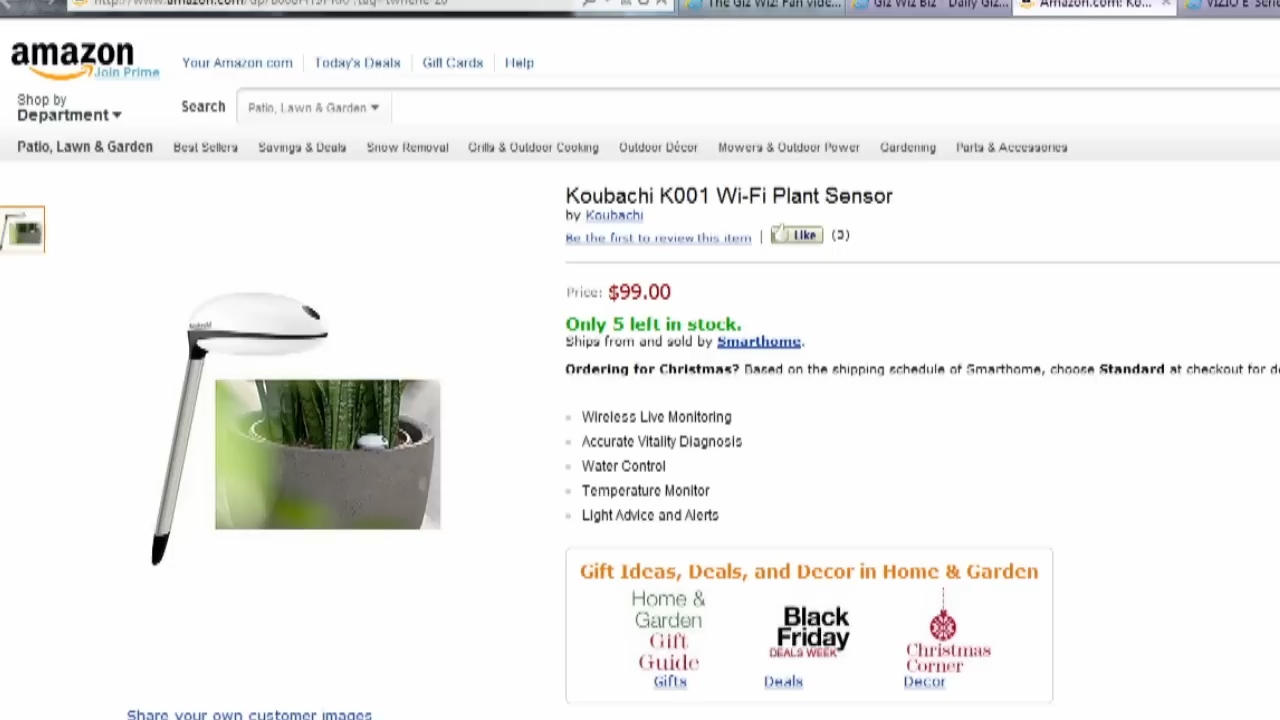 The Giz Wiz! Fan Vide...
Giz Wiz Biz - Daily Giz...
Amazon.com: Ko...
amazon
Join Prime
Your Amazon.com
Today's Deals
Gift Cards
Help
Shop by
Department
Search
Patio, Lawn & Garden
Patio, Lawn & Garden
Best Sellers
Savings & Deals
Snow Removal
Grills & Outdoor Cooking
Outdoor Décor
Mowers & Outdoor Power
Gardening
Parts & Accessories
Koubachi K001 Wi-Fi Plant Sensor
by Koubachi
Be the first to review this item | Like (3)
Price: $99.00
Only 5 left in stock.
Ships from and sold by Smarthome.
Ordering for Christmas? Based on the shipping schedule of Smarthome, choose Standard at checkout for
Wireless Live Monitoring
Accurate Vitality Diagnosis
Water Control
Temperature Monitor
Light Advice and Alerts
Gift Ideas, Deals, and Decor in Home & Garden
Home &
Garden
Gift
Guide
Gifts
Black
Friday
DEALS WEEK
Deals
Christmas
Corner
Decor
Share your own customer images